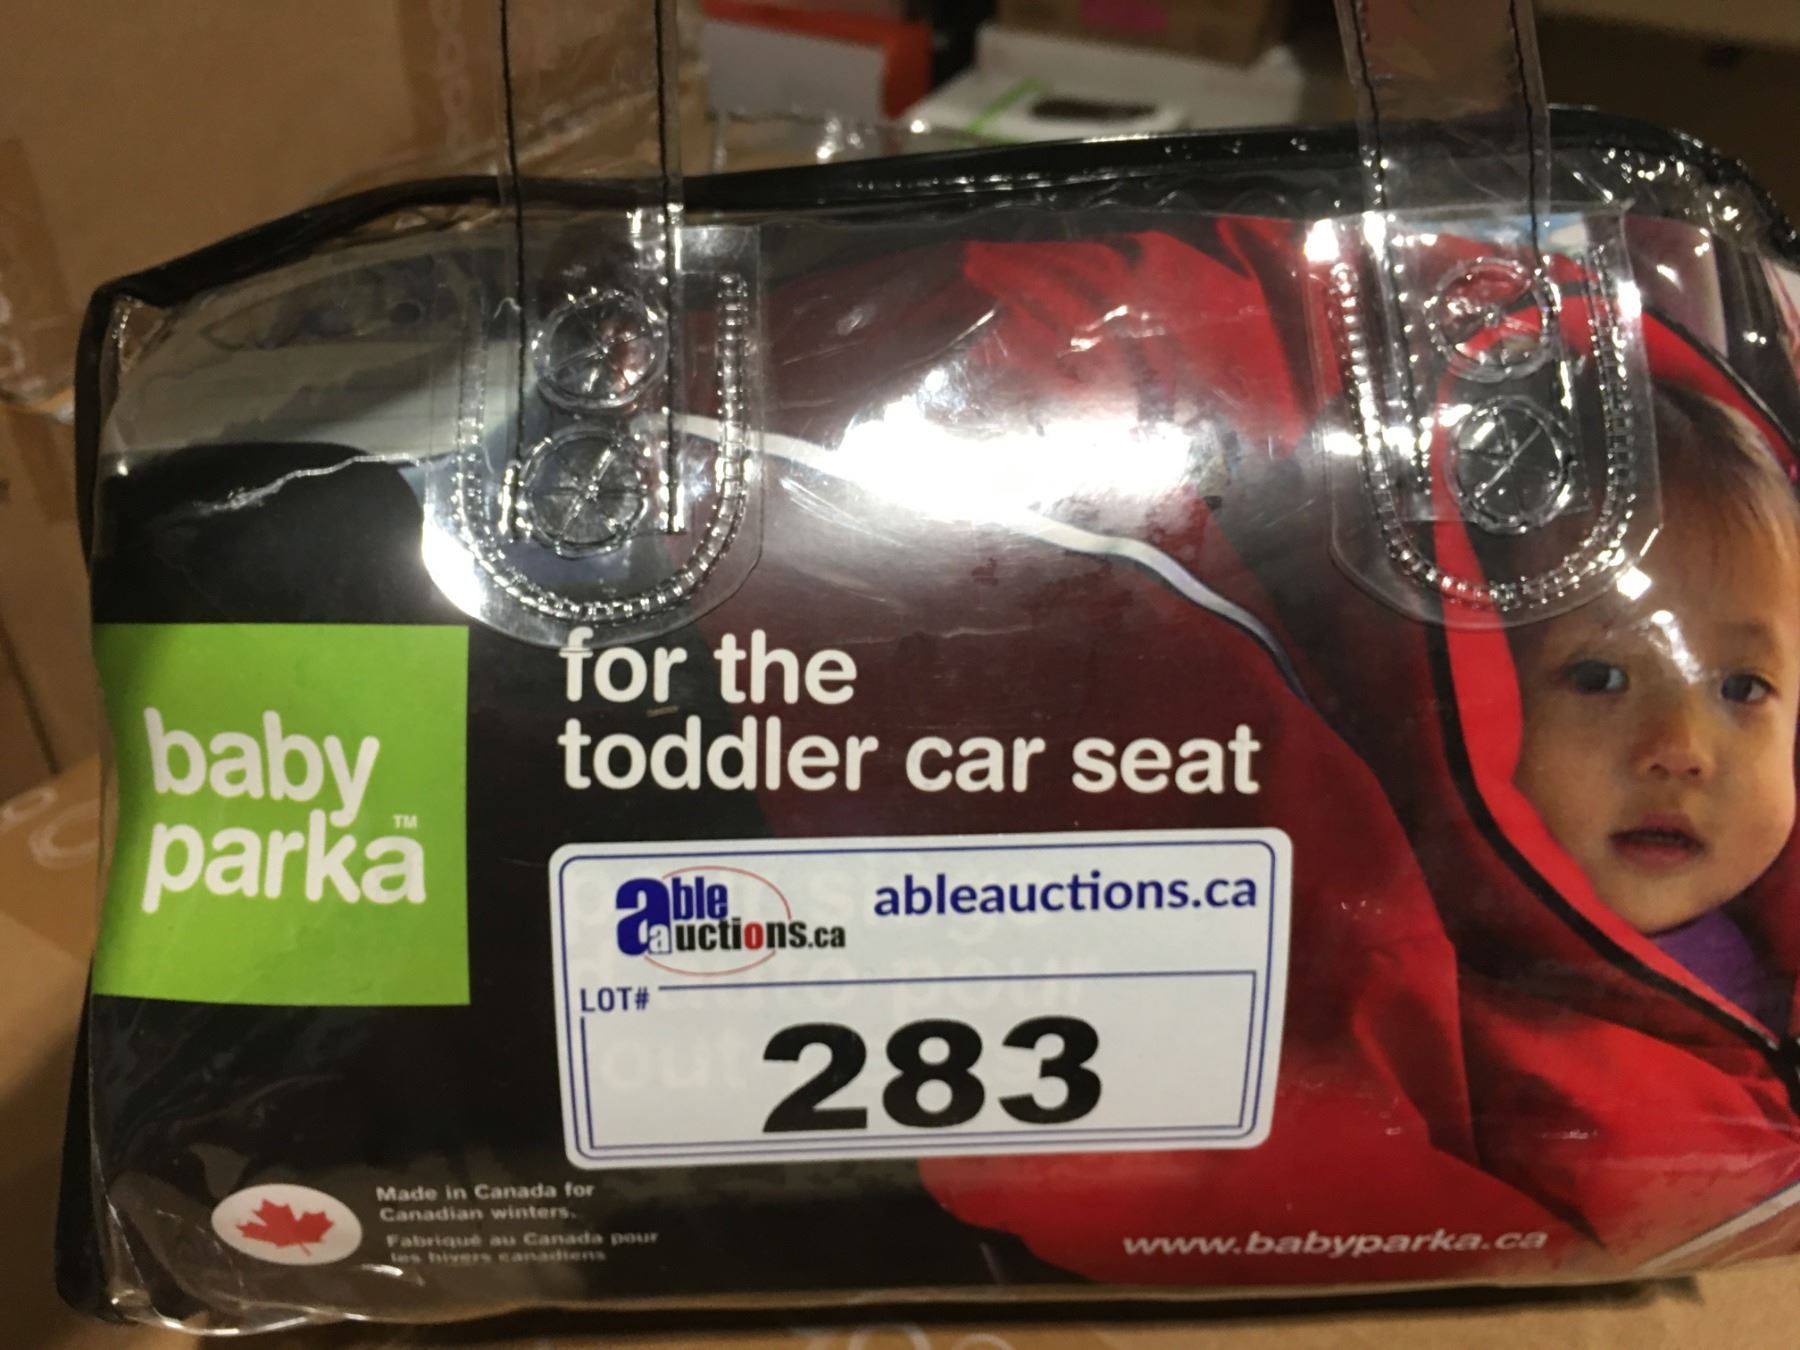 baby
parka™
for the
toddler car seat
able
auctions.ca
ableauctions.ca
LOT#
283
Made in Canada for
Canadian winters.
Fabriqué au Canada pour
les hivers canadiens
www.babyparka.ca